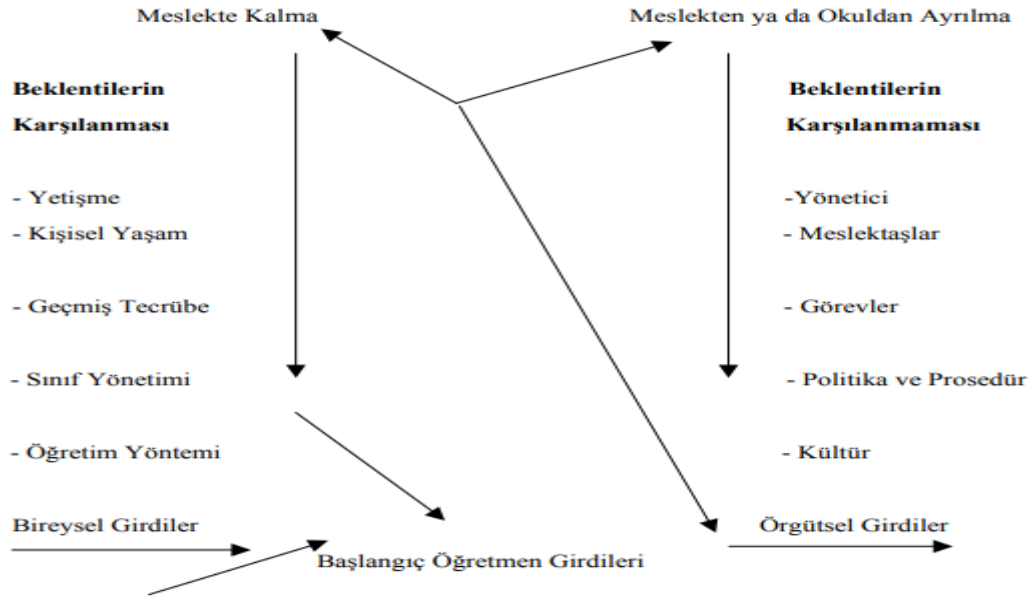 Meslekte Kalma
Meslekten ya da Okuldan Ayrılma
Beklentilerin
Karşılanması
- Yetişme
- Kişisel Yaşam
- Geçmiş Tecrübe
- Sınıf Yönetimi
- Öğretim Yöntemi
Bireysel Girdiler
Beklentilerin
Karşılanmaması
-Yönetici
- Meslektaşlar
- Görevler
- Politika ve Prosedür
- Kültür
Örgütsel Girdiler
Başlangıç Öğretmen Girdileri